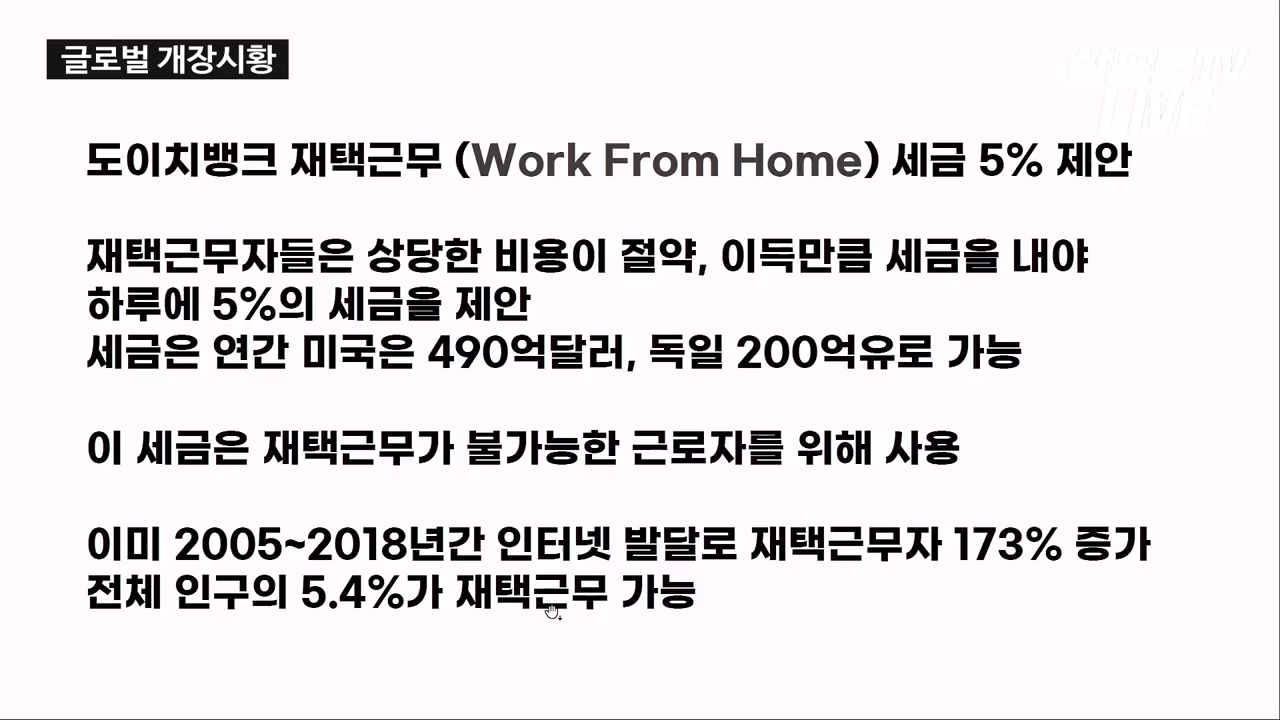 글로벌 개장시황
LIVE
도이치뱅크 재택근무 (Work From Home) 세금 5% 제안
재택근무자들은 상당한 비용이 절약, 이득만큼 세금을 내야
하루에 5%의 세금을 제안
세금은 연간 미국은 490억달러, 독일 200억유로 가능
이 세금은 재택근무가 불가능한 근로자를 위해 사용
이미 2005~2018년간 인터넷 발달로 재택근무자 173% 증가
전체 인구의 5.4%가 재택근무 가능